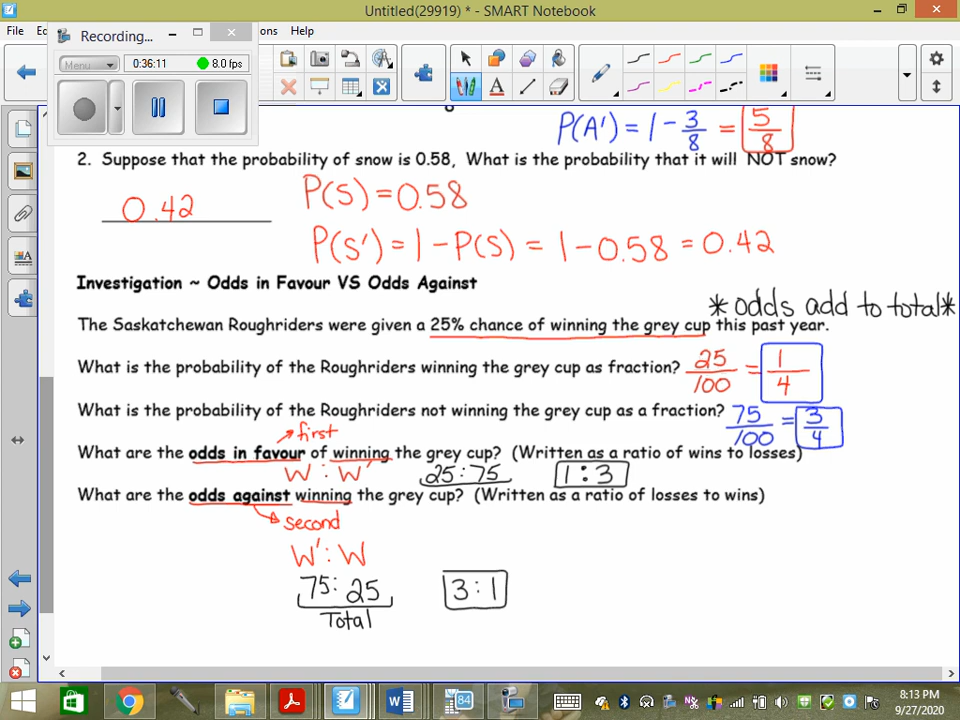 Untitled(29919) * - SMART Notebook
File
Help
Recording...
Menu
0:36:11
8.0 fps
P(A') = 1 - 3/8 = 5/8
2. Suppose that the probability of snow is 0.58, What is the probability that it will NOT snow?
0.42
P(S) = 0.58
P(S') = 1 - P(S) = 1 - 0.58 = 0.42
Investigation ~ Odds in Favour VS Odds Against
*odds add to total*
The Saskatchewan Roughriders were given a 25% chance of winning the grey cup this past year.
What is the probability of the Roughriders winning the grey cup as fraction? 25/100 = 1/4
What is the probability of the Roughriders not winning the grey cup as a fraction? 75/100 = 3/4
first
What are the odds in favour of winning the grey cup? (Written as a ratio of wins to losses)
W : W' 25:75 1:3
What are the odds against winning the grey cup? (Written as a ratio of losses to wins)
second
W' : W
75:25 3:1
Total
84
8:13 PM
9/27/2020